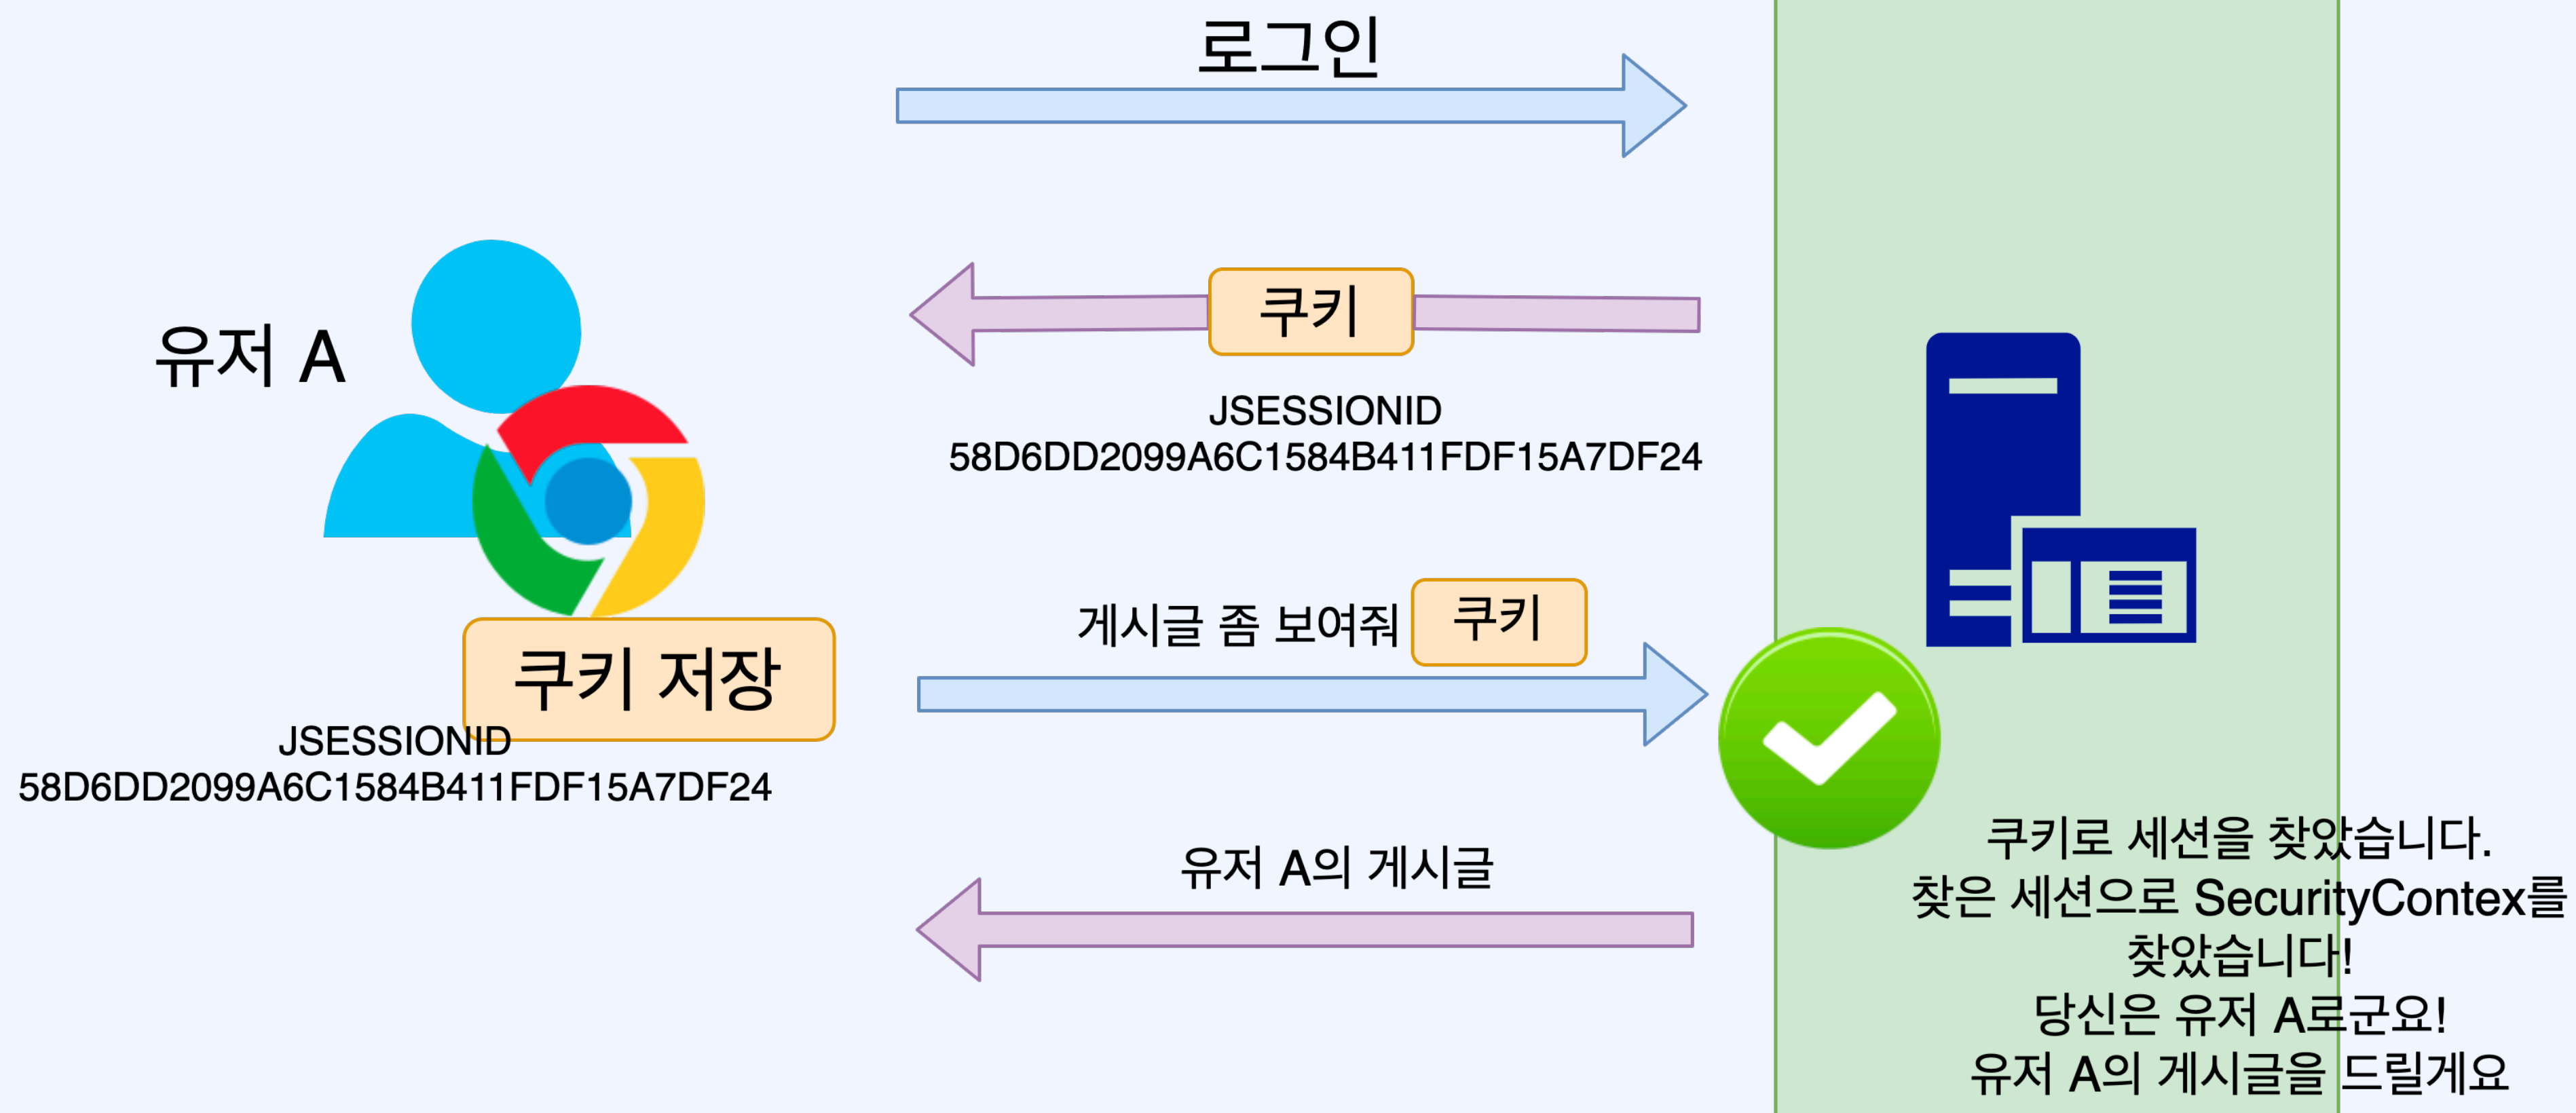 로그인
쿠키
JSESSIONID
58D6DD2099A6C1584B411FDF15A7DF24
유저 A
쿠키 저장
JSESSIONID
58D6DD2099A6C1584B411FDF15A7DF24
게시글 좀 보여줘 쿠키
유저 A의 게시글
쿠키로 세션을 찾았습니다.
찾은 세션으로 SecurityContex를
찾았습니다!
당신은 유저 A로군요!
유저 A의 게시글을 드릴게요